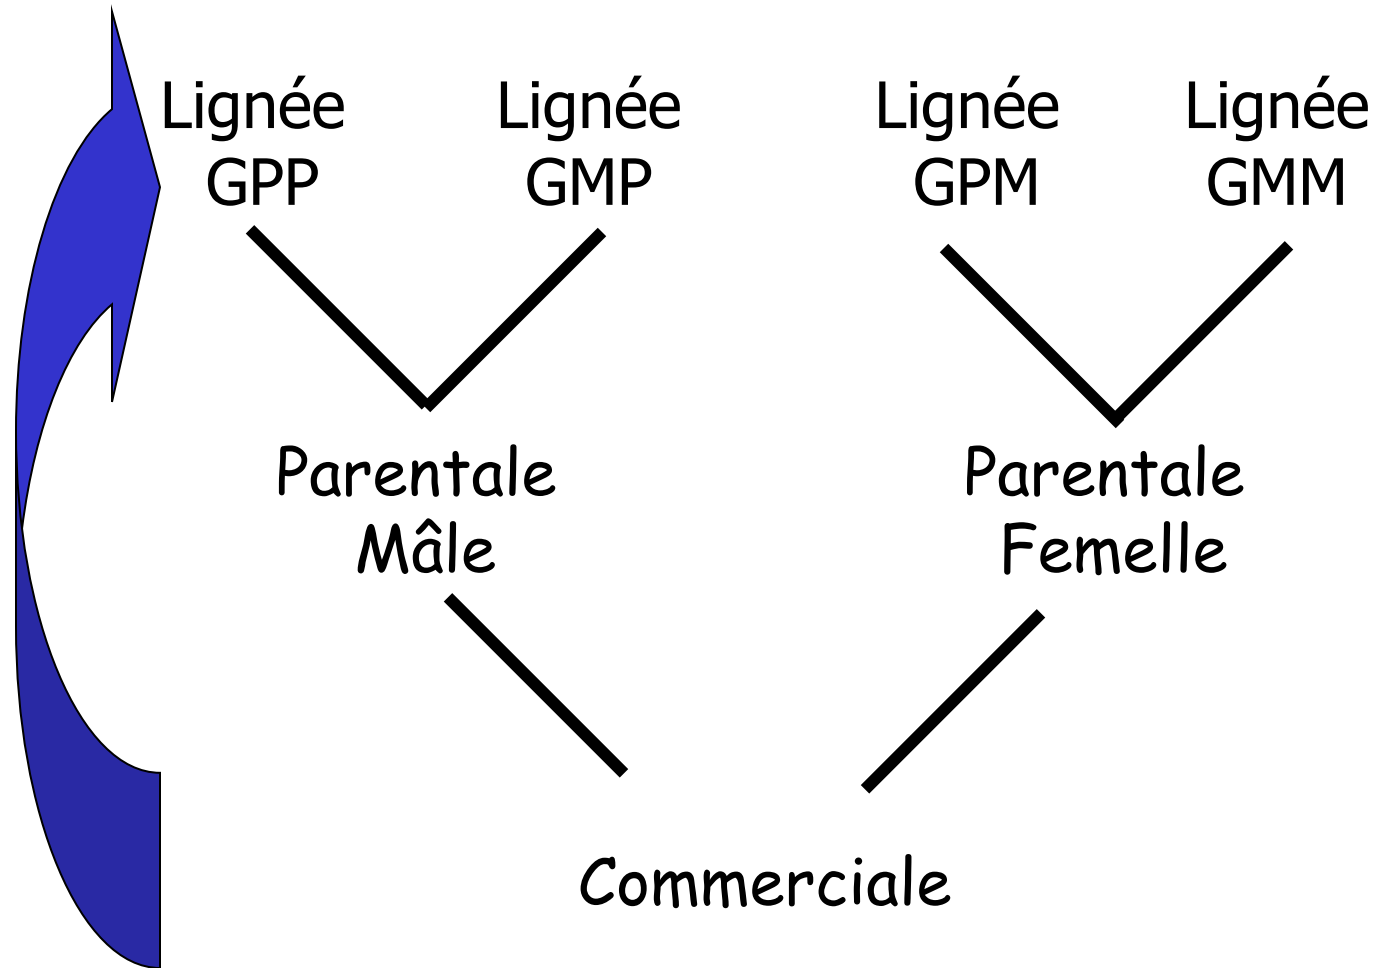 Lignée
GPP
Lignée
GMP
Lignée
GPM
Lignée
GMM
Parentale
Mâle
Parentale
Femelle
Commerciale